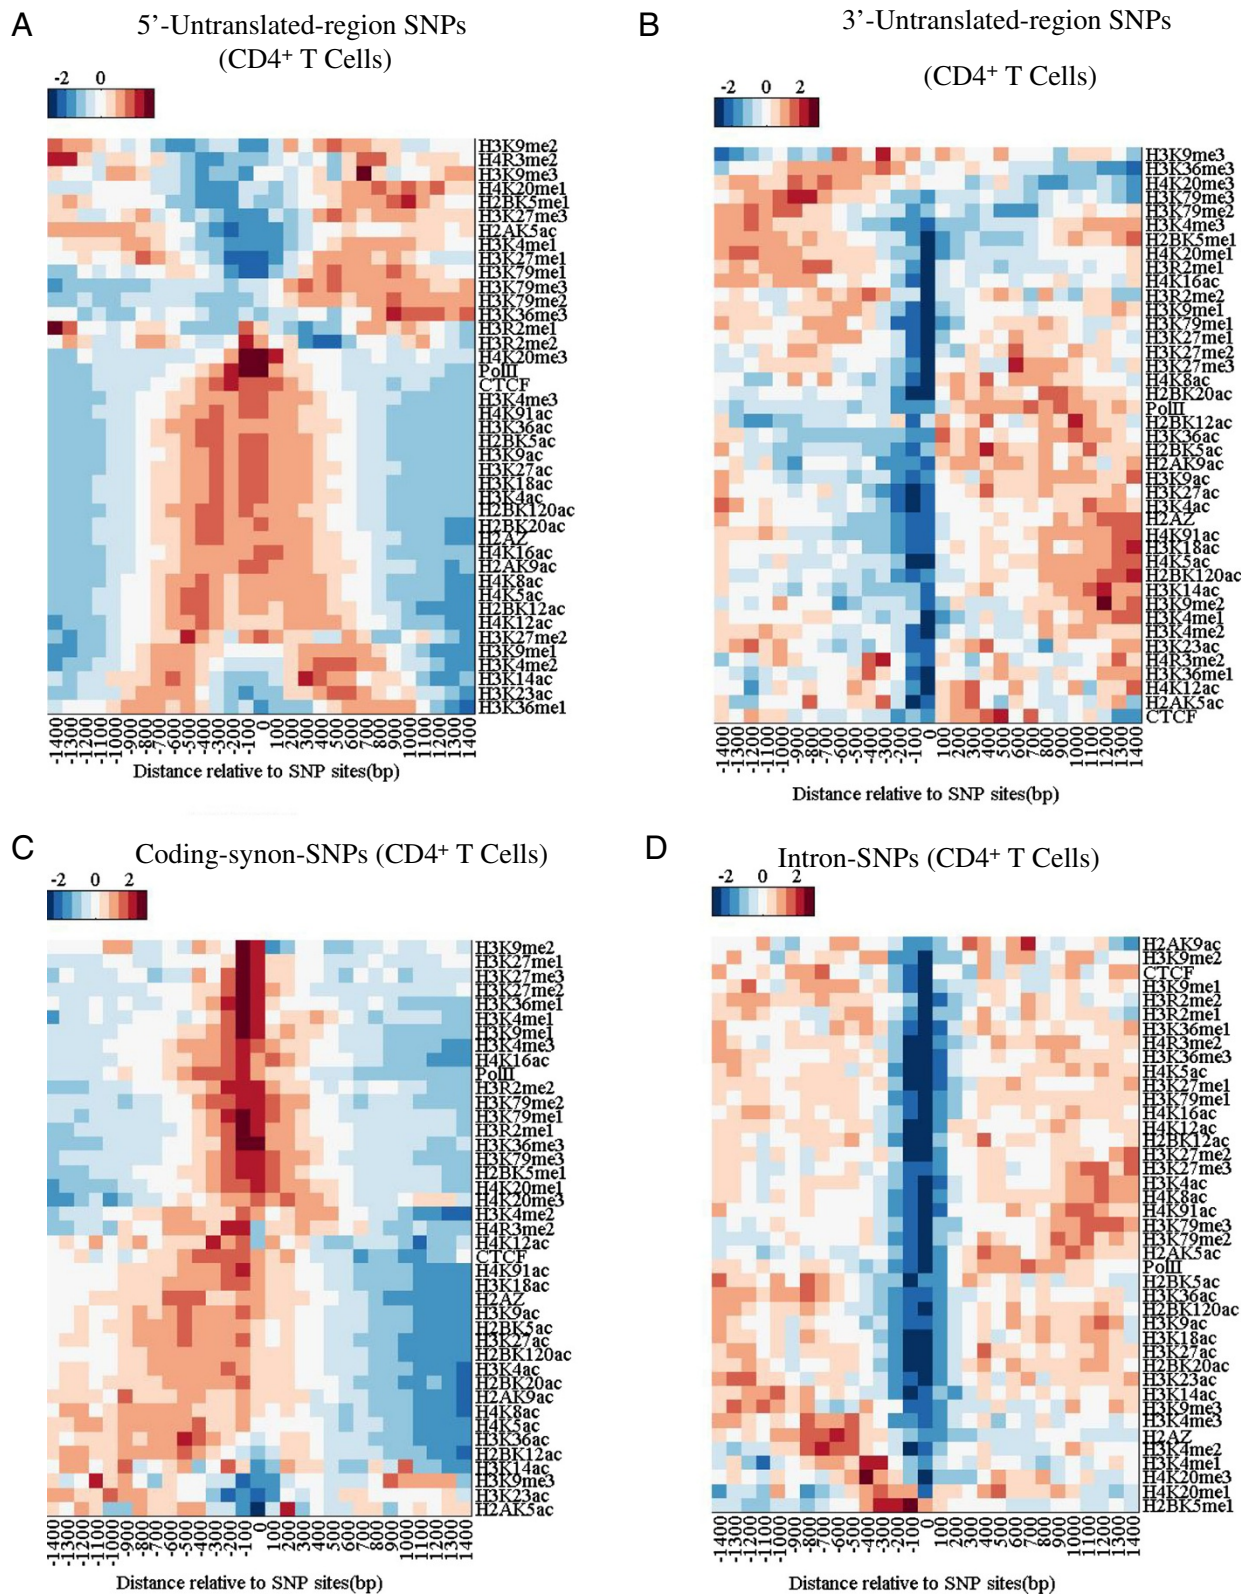 A
5’-Untranslated-region SNPs
(CD4+ T Cells)
-2 0
H3K9me2
H4R3me2
H3K9me3
H4K20me1
H2BK5me1
H3K27me3
H2AK5ac
H3K4me1
H3K27me1
H3K79me1
H3K79me3
H3K79me2
H3K36me3
H3R2me1
H3R2me2
H4K20me3
PolII
CTCF
H3K4me3
H4K91ac
H3K36ac
H2BK5ac
H3K9ac
H3K27ac
H3K18ac
H3K4ac
H2BK120ac
H2BK20ac
H2AZ
H4K16ac
H2AK9ac
H4K8ac
H4K5ac
H2BK12ac
H4K12ac
H3K27me2
H3K9me1
H3K4me2
H3K14ac
H3K23ac
H3K36me1
-1400 -1300 -1200 -1100 -1000 -900 -800 -700 -600 -500 -400 -300 -200 -100 0 100 200 300 400 500 600 700 800 900 1000 1100 1200 1300 1400
Distance relative to SNP sites(bp)
B
3’-Untranslated-region SNPs
(CD4+ T Cells)
-2 0 2
H3K9me3
H3K36me3
H4K20me3
H3K79me3
H3K79me2
H3K4me3
H2BK5me1
H4K20me1
H3R2me1
H4K16ac
H3R2me2
H3K9me1
H3K79me1
H3K27me1
H3K27me2
H3K27me3
H4K8ac
H2BK20ac
PolII
H2BK12ac
H3K36ac
H2BK5ac
H2AK9ac
H3K9ac
H3K27ac
H3K4ac
H2AZ
H4K91ac
H3K18ac
H4K5ac
H2BK120ac
H3K14ac
H3K9me2
H3K4me1
H3K4me2
H3K23ac
H4R3me2
H3K36me1
H4K12ac
H2AK5ac
CTCF
-1400 -1300 -1200 -1100 -1000 -900 -800 -700 -600 -500 -400 -300 -200 -100 0 100 200 300 400 500 600 700 800 900 1000 1100 1200 1300 1400
Distance relative to SNP sites(bp)
C
Coding-synon-SNPs (CD4+ T Cells)
-2 0 2
H3K9me2
H3K27me1
H3K27me3
H3K27me2
H3K36me1
H3K4me1
H3K9me1
H3K4me3
H4K16ac
PolII
H3R2me2
H3K79me2
H3K79me1
H3R2me1
H3K36me3
H3K79me3
H2BK5me1
H4K20me1
H4K20me3
H3K4me2
H4R3me2
H4K12ac
CTCF
H4K91ac
H3K18ac
H2AZ
H3K9ac
H2BK5ac
H3K27ac
H2BK120ac
H3K4ac
H2BK20ac
H2AK9ac
H4K8ac
H4K5ac
H3K36ac
H2BK12ac
H3K14ac
H3K9me3
H3K23ac
H2AK5ac
-1400 -1300 -1200 -1100 -1000 -900 -800 -700 -600 -500 -400 -300 -200 -100 0 100 200 300 400 500 600 700 800 900 1000 1100 1200 1300 1400
Distance relative to SNP sites(bp)
D
Intron-SNPs (CD4+ T Cells)
-2 0 2
H2AK9ac
H3K9me2
CTCF
H3K9me1
H3R2me2
H3R2me1
H3K36me1
H4R3me2
H3K36me3
H4K5ac
H3K27me1
H3K79me1
H4K16ac
H4K12ac
H2BK12ac
H3K27me2
H3K27me3
H3K4ac
H4K8ac
H4K91ac
H3K79me3
H3K79me2
H2AK5ac
PolII
H2BK5ac
H3K36ac
H2BK120ac
H3K9ac
H3K18ac
H3K27ac
H2BK20ac
H3K23ac
H3K14ac
H3K9me3
H3K4me3
H2AZ
H3K4me2
H3K4me1
H4K20me3
H4K20me1
H2BK5me1
-1400 -1300 -1200 -1100 -1000 -900 -800 -700 -600 -500 -400 -300 -200 -100 0 100 200 300 400 500 600 700 800 900 1000 1100 1200 1300 1400
Distance relative to SNP sites(bp)